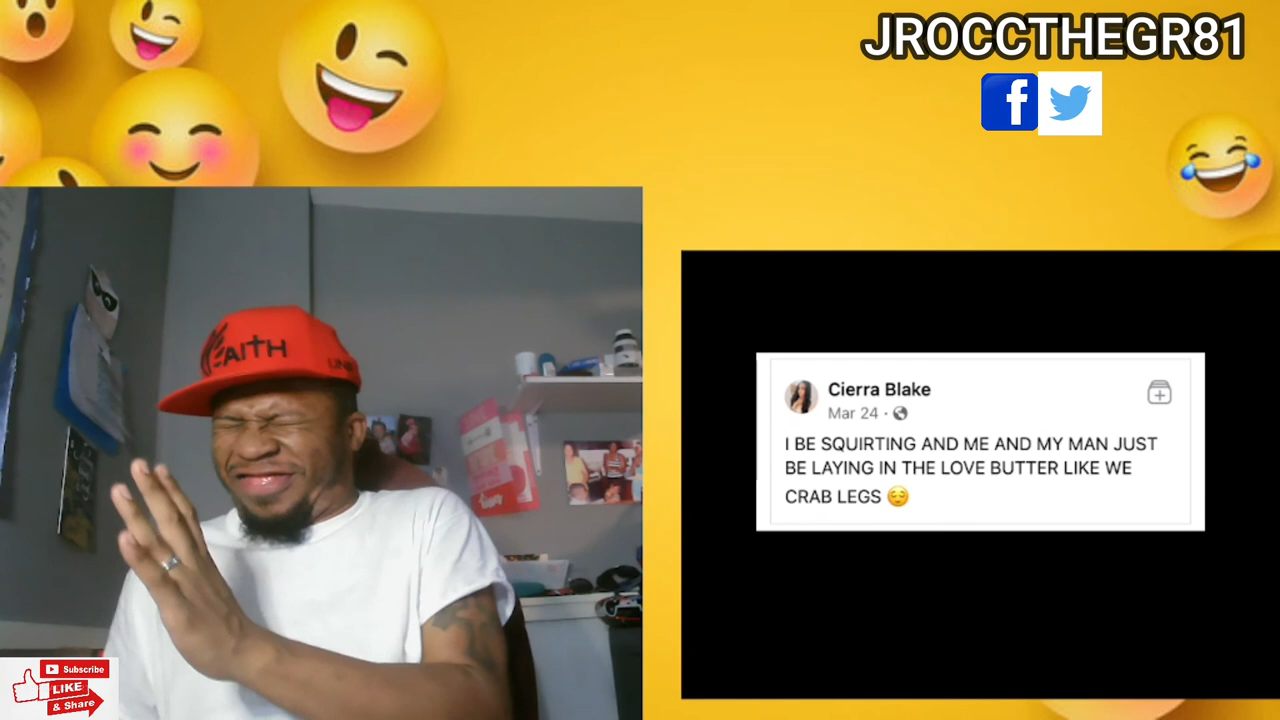 JROCCTHEGR81
FAITH
Cierra Blake
Mar 24 ·
I BE SQUIRTING AND ME AND MY MAN JUST
BE LAYING IN THE LOVE BUTTER LIKE WE
CRAB LEGS 😌
Subscribe
LIKE
& Share